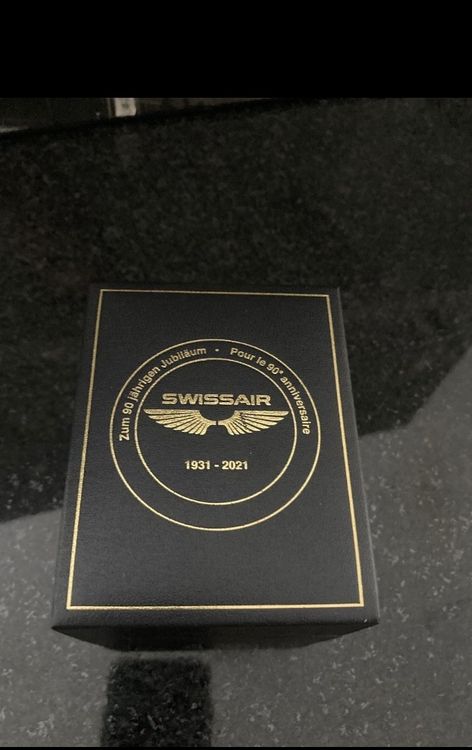 Zum 90 jährigen Jubiläum • Pour le 90e anniversaire
SWISSAIR
1931 - 2021